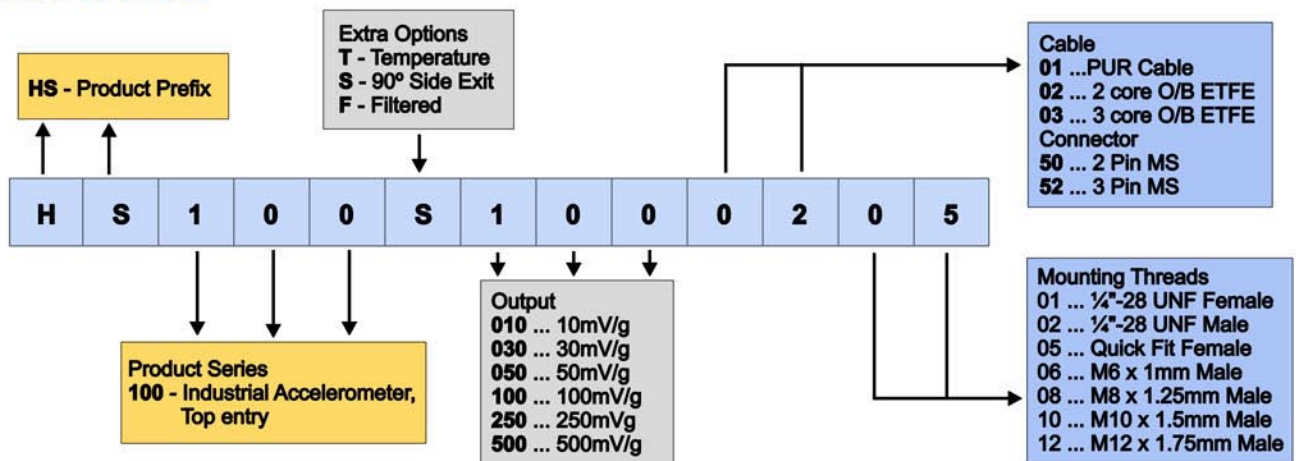 Extra Options
T - Temperature
S - 90º Side Exit
F - Filtered
HS - Product Prefix
Cable
01 ...PUR Cable
02 ... 2 core O/B ETFE
03 ... 3 core O/B ETFE
Connector
50 ... 2 Pin MS
52 ... 3 Pin MS
H S 1 0 0 S 1 0 0 0 2 0 5
Product Series
100 - Industrial Accelerometer,
Top entry
Output
010 ... 10mV/g
030 ... 30mV/g
050 ... 50mV/g
100 ... 100mV/g
250 ... 250mVg
500 ... 500mV/g
Mounting Threads
01 ... ¼"-28 UNF Female
02 ... ¼"-28 UNF Male
05 ... Quick Fit Female
06 ... M6 x 1mm Male
08 ... M8 x 1.25mm Male
10 ... M10 x 1.5mm Male
12 ... M12 x 1.75mm Male